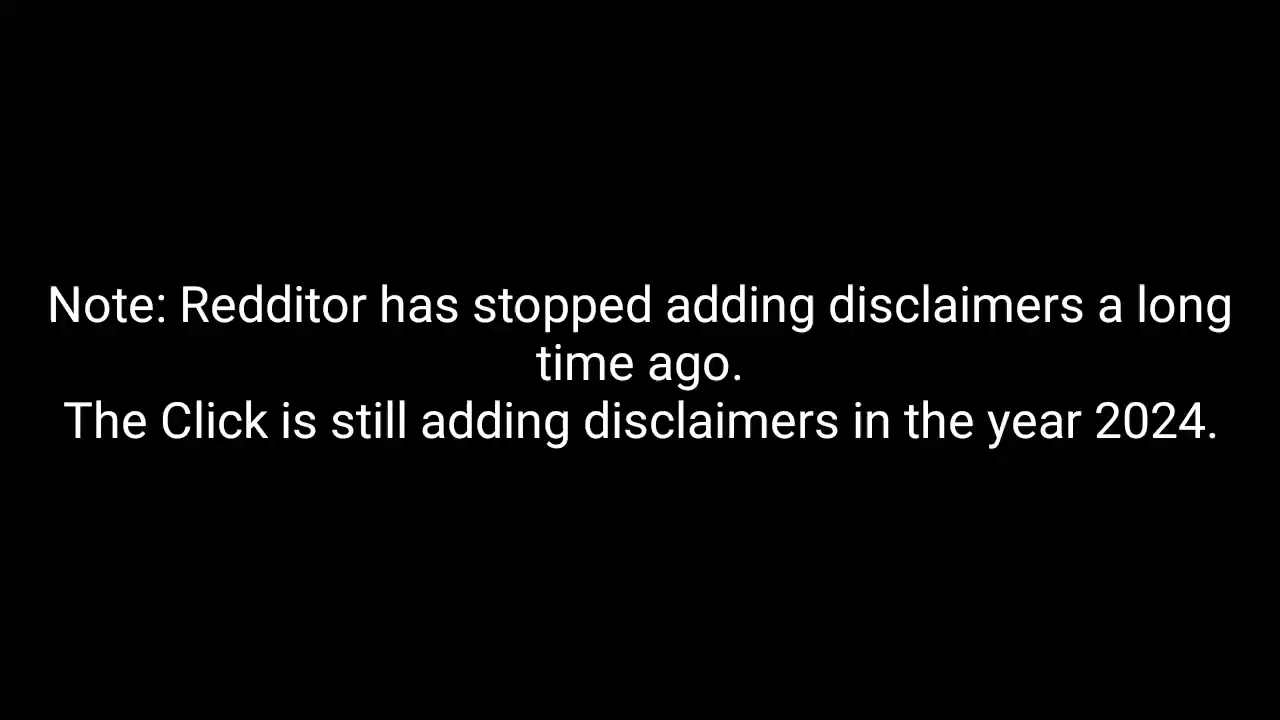 Note: Redditor has stopped adding disclaimers a long
time ago.
The Click is still adding disclaimers in the year 2024.